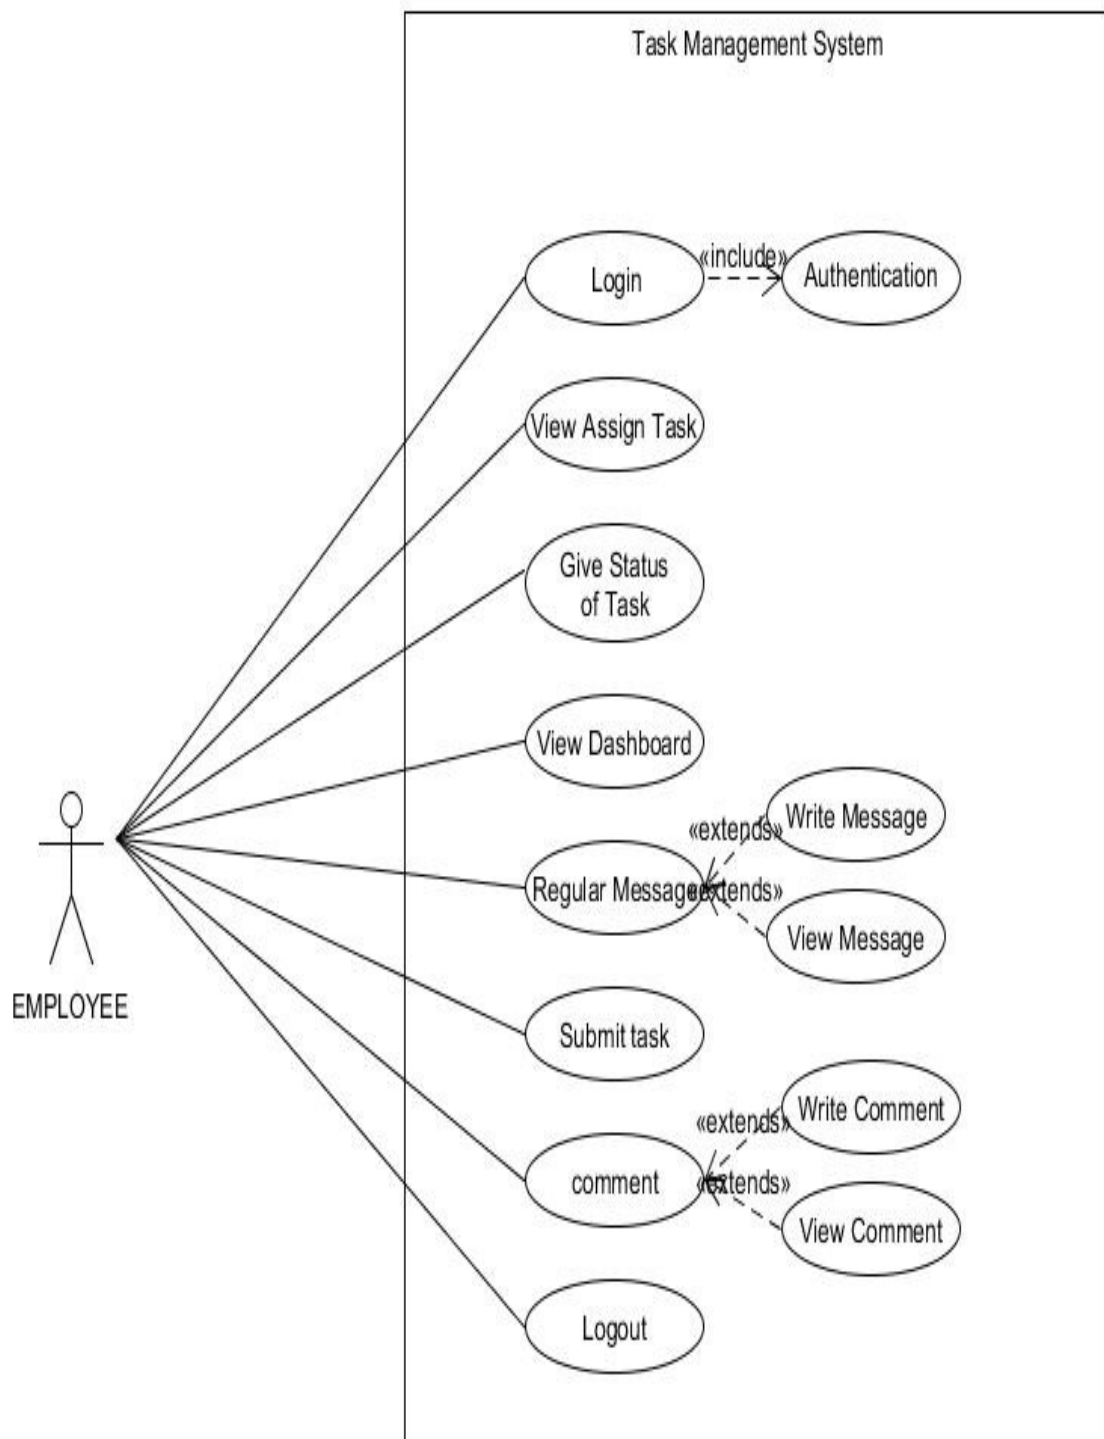 Task Management System
«include»
Login
Authentication
View Assign Task
Give Status
of Task
View Dashboard
Write Message
«extends»
Regular Message
«extends»
View Message
EMPLOYEE
Submit task
Write Comment
«extends»
comment
«extends»
View Comment
Logout